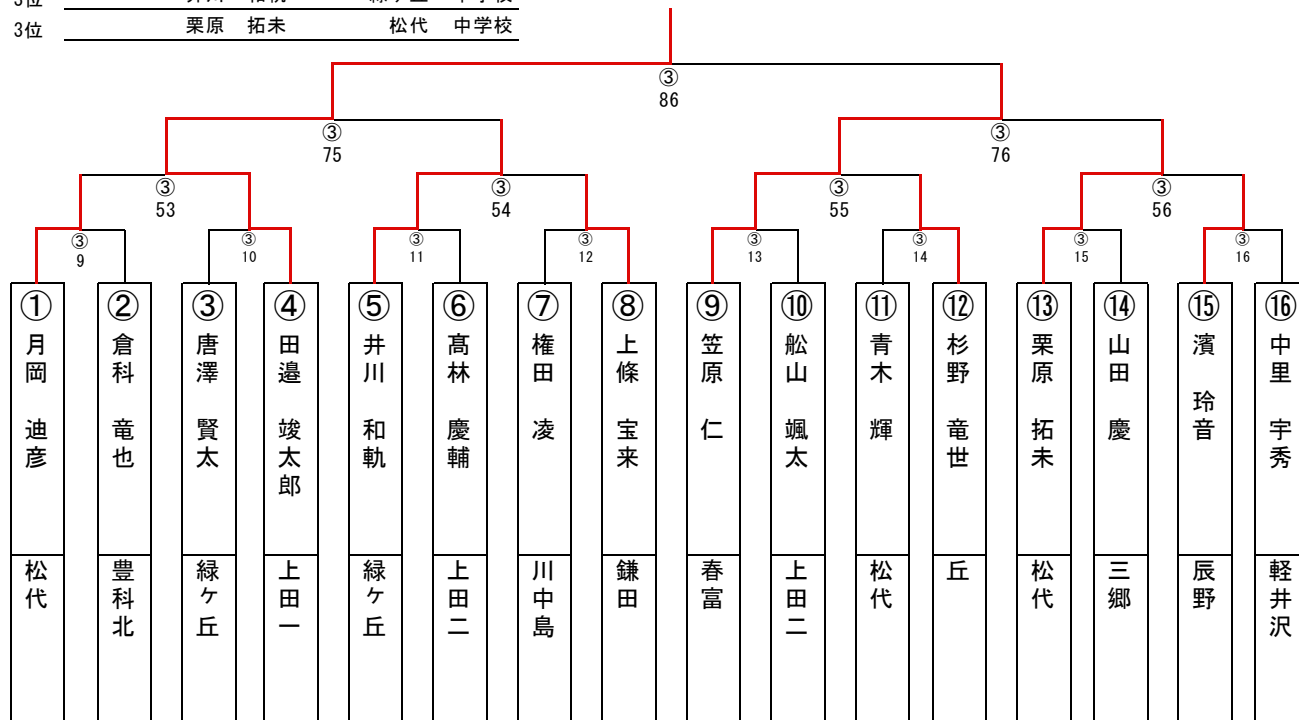 3位 栗原 拓未 松代 中学校
③
86
③ ③
75 76
③ ③ ③ ③
53 54 55 56
③ ③ ③ ③ ③ ③ ③ ③
9 10 11 12 13 14 15 16
① 月岡 迪彦 松代
② 倉科 竜也 豊科北
③ 唐澤 賢太 緑ケ丘
④ 田邉 竣太郎 上田一
⑤ 井川 和軌 緑ケ丘
⑥ 髙林 慶輔 上田二
⑦ 権田 凌 川中島
⑧ 上條 宝来 鎌田
⑨ 笠原 仁 春富
⑩ 舩山 颯太 上田二
⑪ 青木 輝 松代
⑫ 杉野 竜世 丘
⑬ 栗原 拓未 松代
⑭ 山田 慶 三郷
⑮ 濱 玲音 辰野
⑯ 中里 宇秀 軽井沢